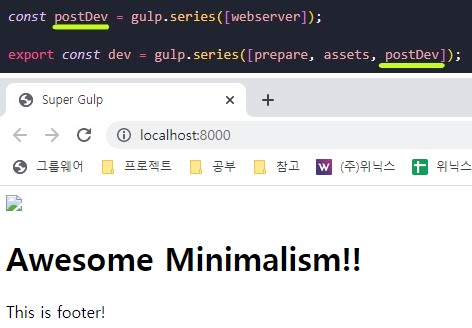 const postDev = gulp.series([webserver]);
export const dev = gulp.series([prepare, assets, postDev]);
Super Gulp
localhost:8000
그룹웨어 프로젝트 공부 참고 (주)위닉스 위닉스
Awesome Minimalism!!
This is footer!